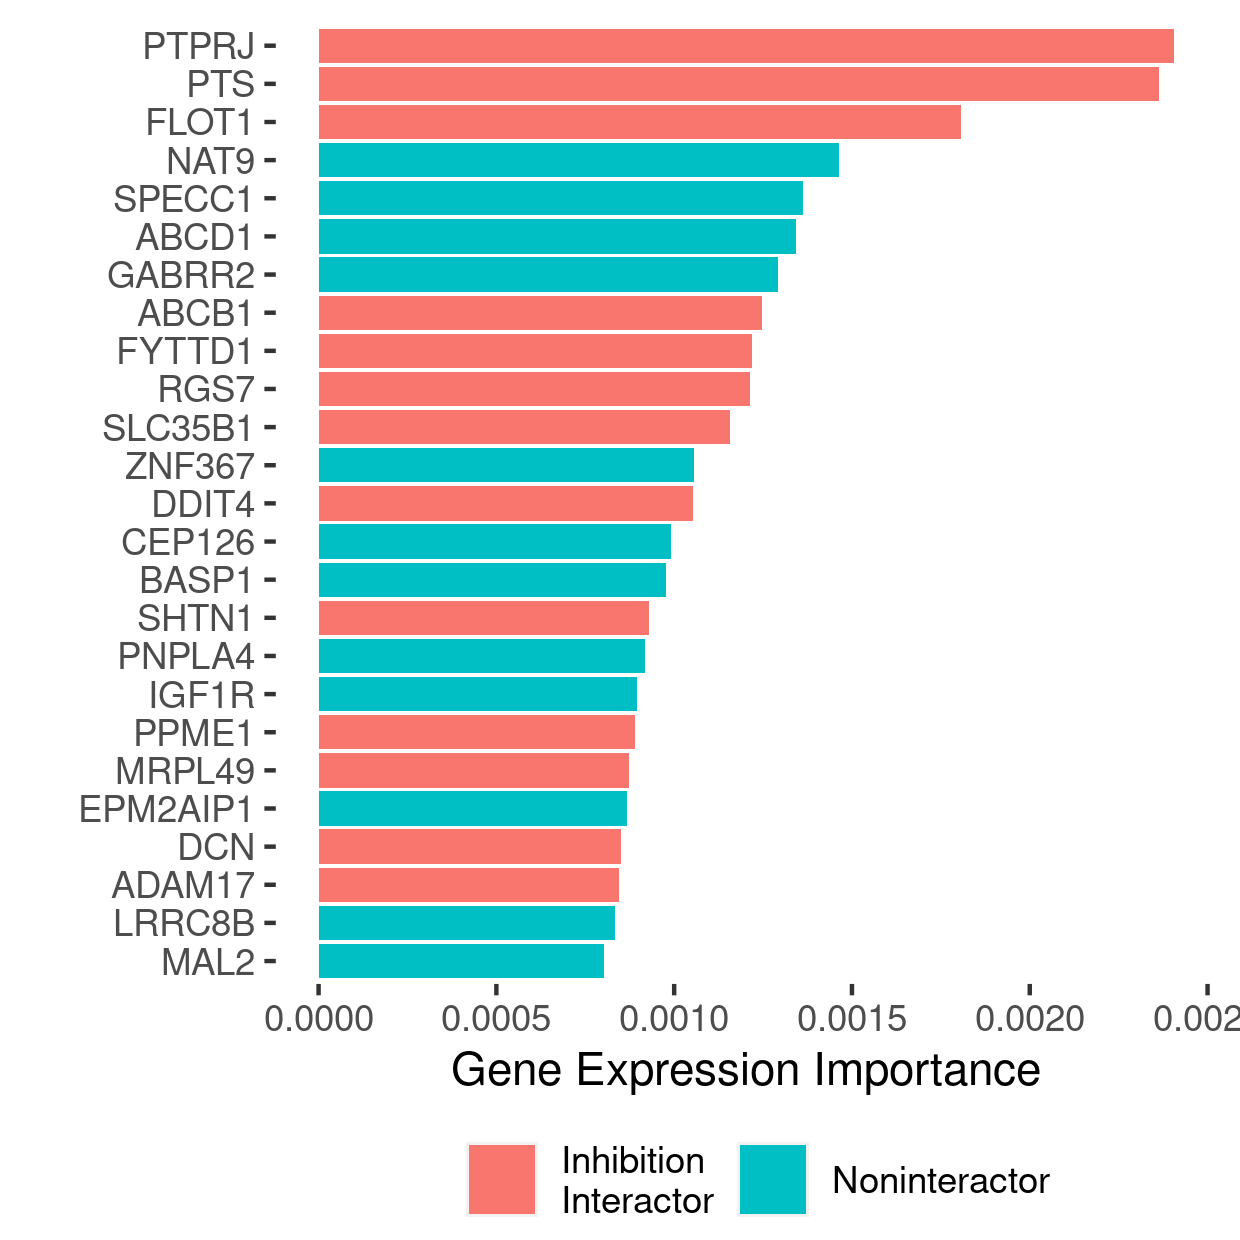 PTPRJ
PTS
FLOT1
NAT9
SPECC1
ABCD1
GABRR2
ABCB1
FYTTD1
RGS7
SLC35B1
ZNF367
DDIT4
CEP126
BASP1
SHTN1
PNPLA4
IGF1R
PPME1
MRPL49
EPM2AIP1
DCN
ADAM17
LRRC8B
MAL2
0.0000 0.0005 0.0010 0.0015 0.0020 0.002
Gene Expression Importance
Inhibition
Interactor
Noninteractor